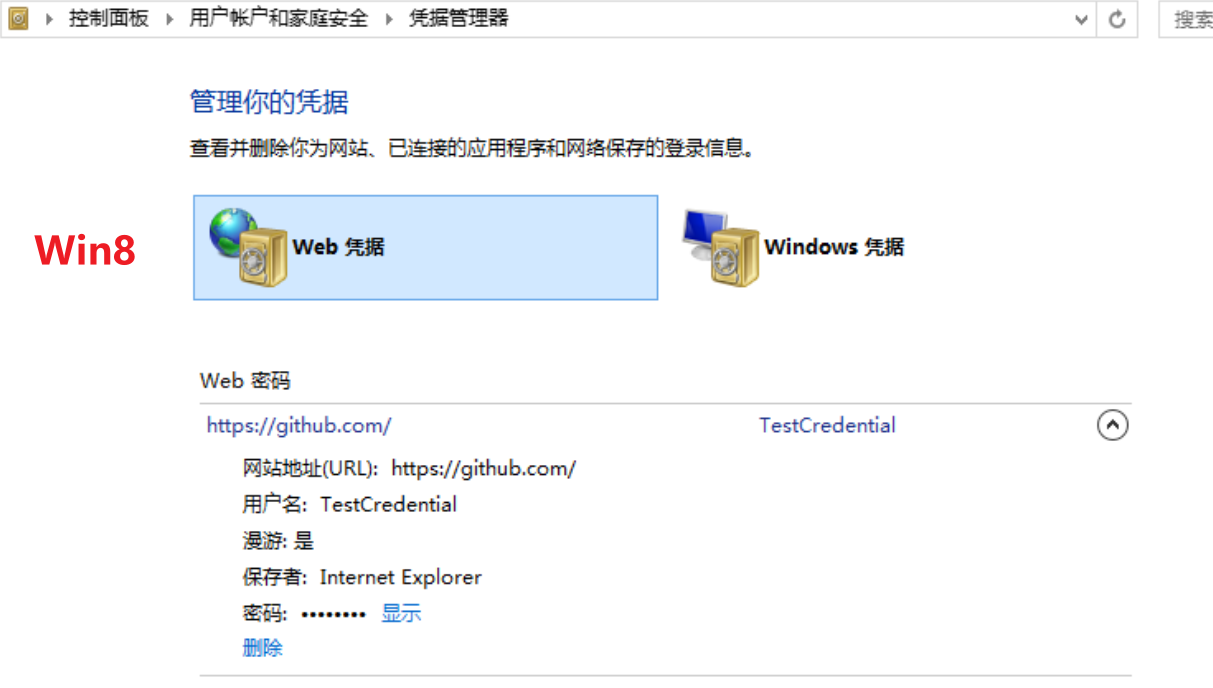 控制面板 用户帐户和家庭安全 凭据管理器 搜索
管理你的凭据
查看并删除你为网站、已连接的应用程序和网络保存的登录信息。
Win8 Web 凭据 Windows 凭据
Web 密码
https://github.com/ TestCredential
网站地址(URL): https://github.com/
用户名: TestCredential
漫游: 是
保存者: Internet Explorer
密码: •••••••• 显示
删除